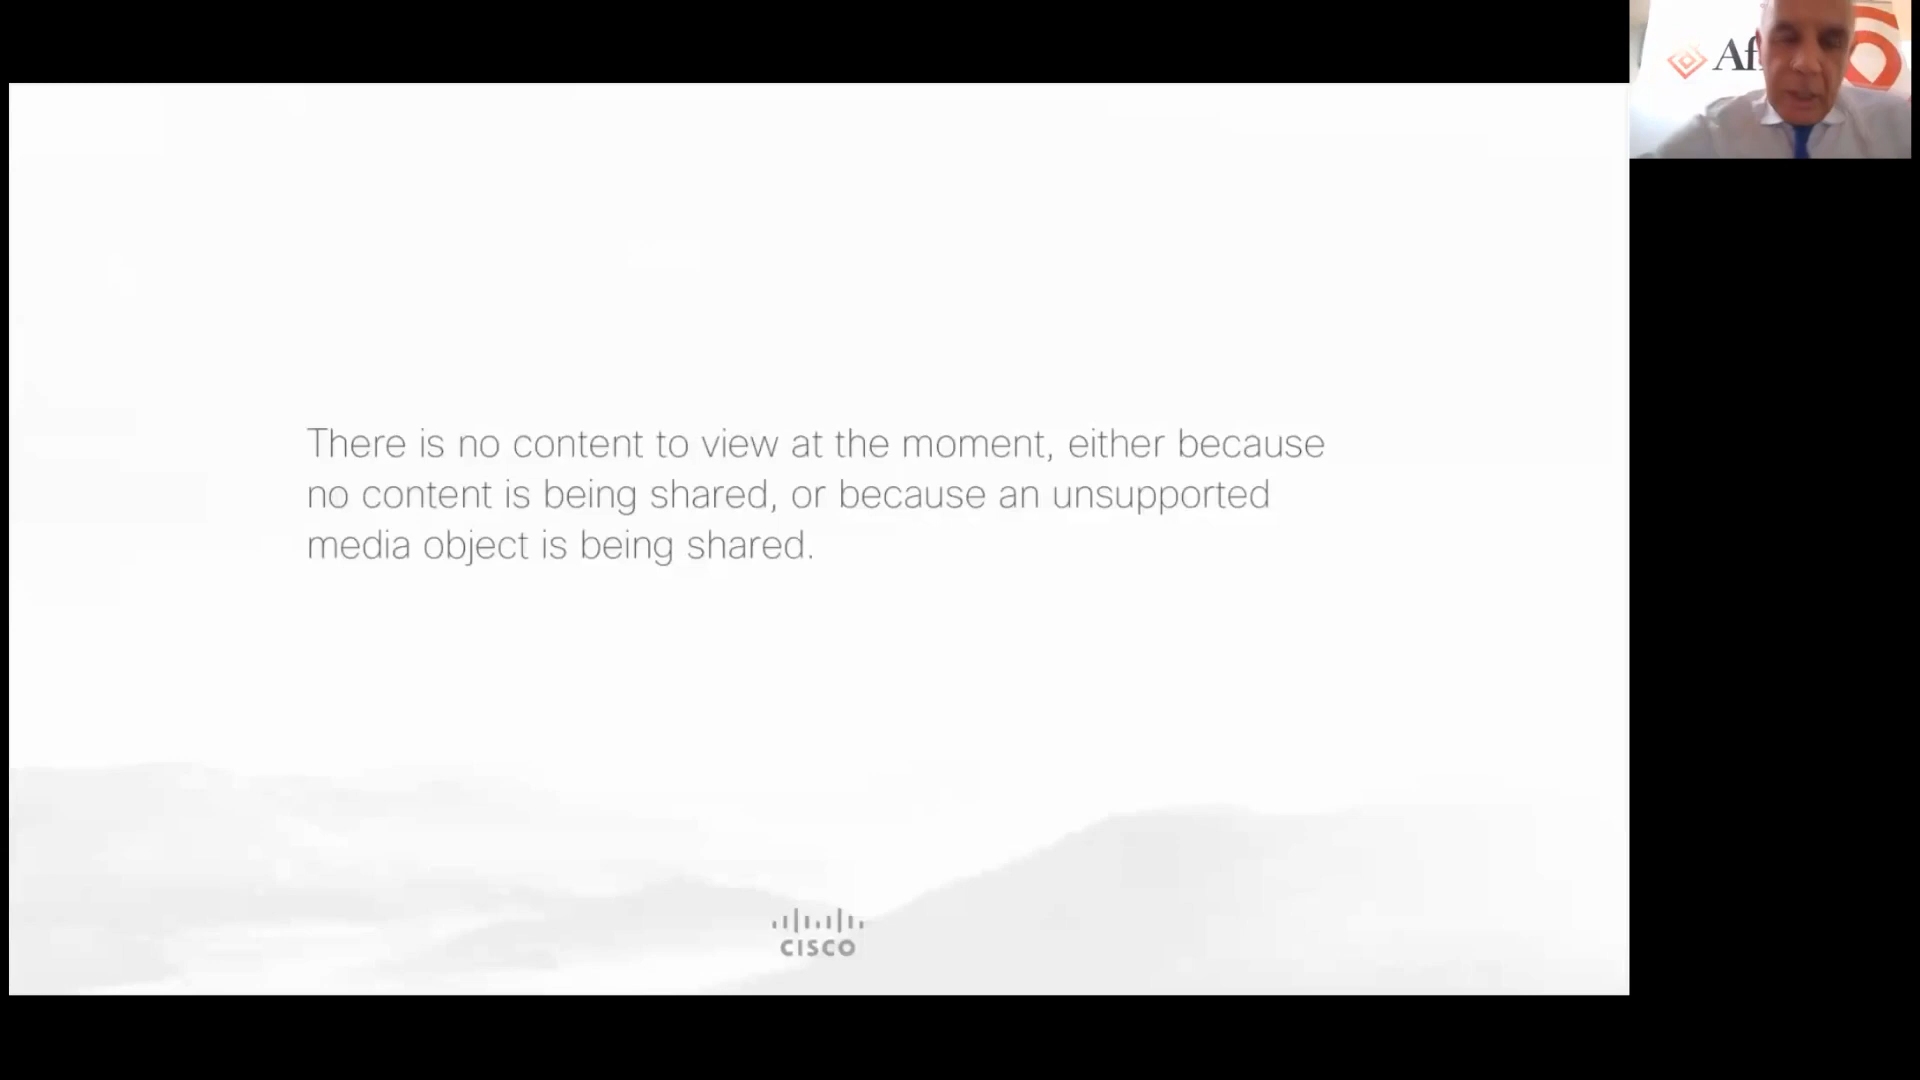 Af
There is no content to view at the moment, either because
no content is being shared, or because an unsupported
media object is being shared.
CISCO